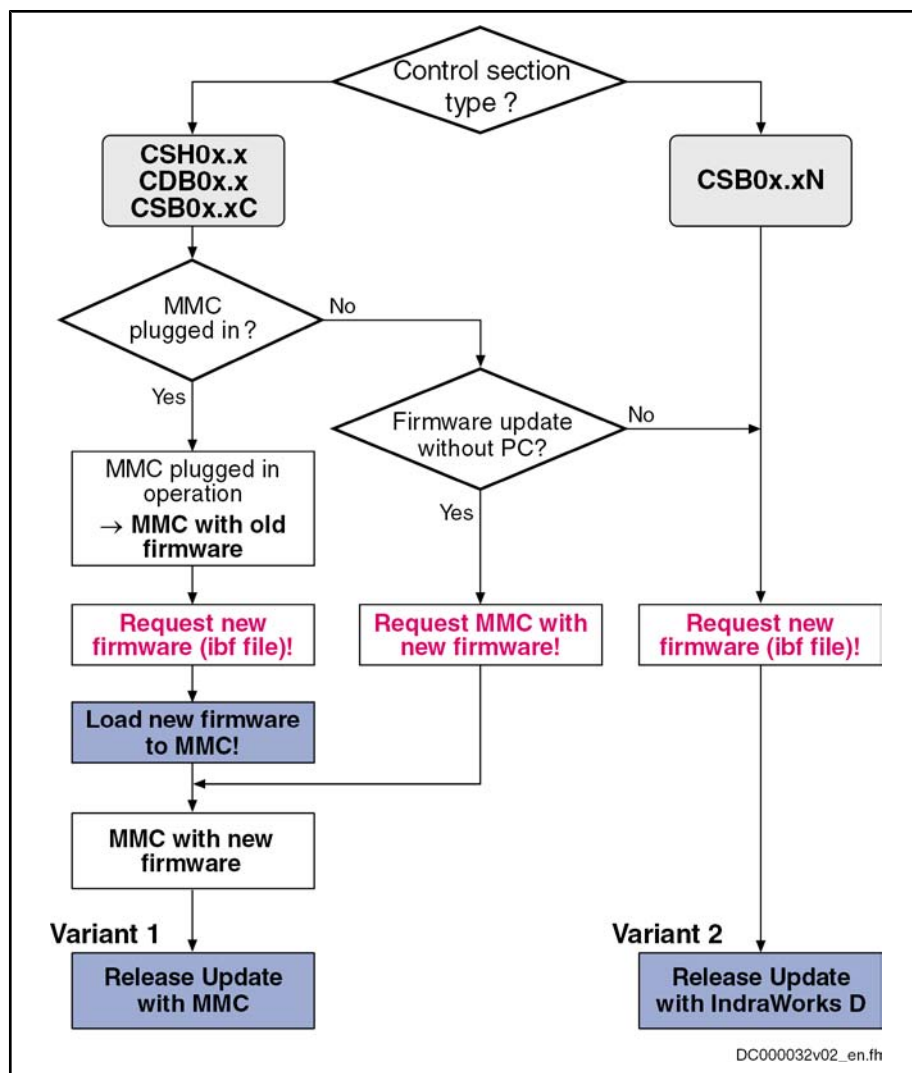 Control section
type ?
CSH0x.x
CDB0x.x
CSB0x.xC
CSB0x.xN
MMC
plugged in ?
No
Yes
Firmware update
without PC?
No
Yes
MMC plugged in
operation
→ MMC with old
firmware
Request new
firmware (ibf file)!
Request MMC with
new firmware!
Request new
firmware (ibf file)!
Load new firmware
to MMC!
MMC with new
firmware
Variant 1
Release Update
with MMC
Variant 2
Release Update
with IndraWorks D
DC000032v02_en.fh